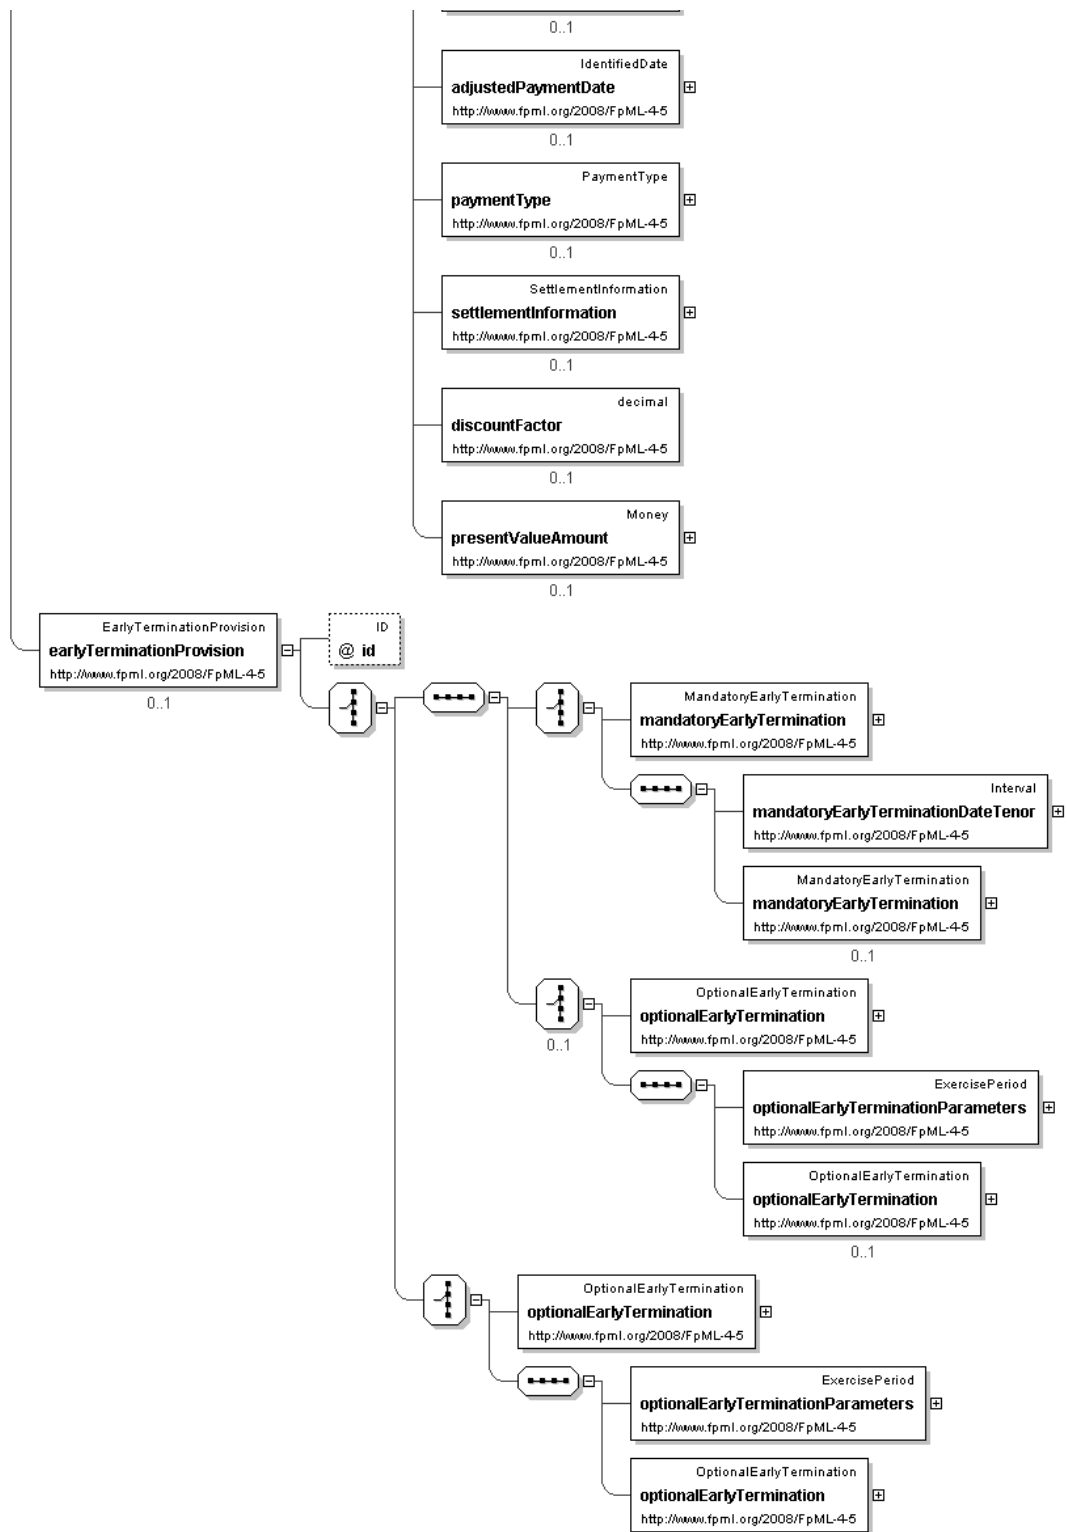 0..1
IdentifiedDate
adjustedPaymentDate
http://www.fpml.org/2008/FpML-4-5
0..1
PaymentType
paymentType
http://www.fpml.org/2008/FpML-4-5
0..1
SettlementInformation
settlementInformation
http://www.fpml.org/2008/FpML-4-5
0..1
decimal
discountFactor
http://www.fpml.org/2008/FpML-4-5
0..1
Money
presentValueAmount
http://www.fpml.org/2008/FpML-4-5
0..1
EarlyTerminationProvision
earlyTerminationProvision
http://www.fpml.org/2008/FpML-4-5
0..1
ID
@ id
MandatoryEarlyTermination
mandatoryEarlyTermination
http://www.fpml.org/2008/FpML-4-5
Interval
mandatoryEarlyTerminationDateTenor
http://www.fpml.org/2008/FpML-4-5
MandatoryEarlyTermination
mandatoryEarlyTermination
http://www.fpml.org/2008/FpML-4-5
0..1
0..1
OptionalEarlyTermination
optionalEarlyTermination
http://www.fpml.org/2008/FpML-4-5
ExercisePeriod
optionalEarlyTerminationParameters
http://www.fpml.org/2008/FpML-4-5
OptionalEarlyTermination
optionalEarlyTermination
http://www.fpml.org/2008/FpML-4-5
0..1
OptionalEarlyTermination
optionalEarlyTermination
http://www.fpml.org/2008/FpML-4-5
ExercisePeriod
optionalEarlyTerminationParameters
http://www.fpml.org/2008/FpML-4-5
OptionalEarlyTermination
optionalEarlyTermination
http://www.fpml.org/2008/FpML-4-5